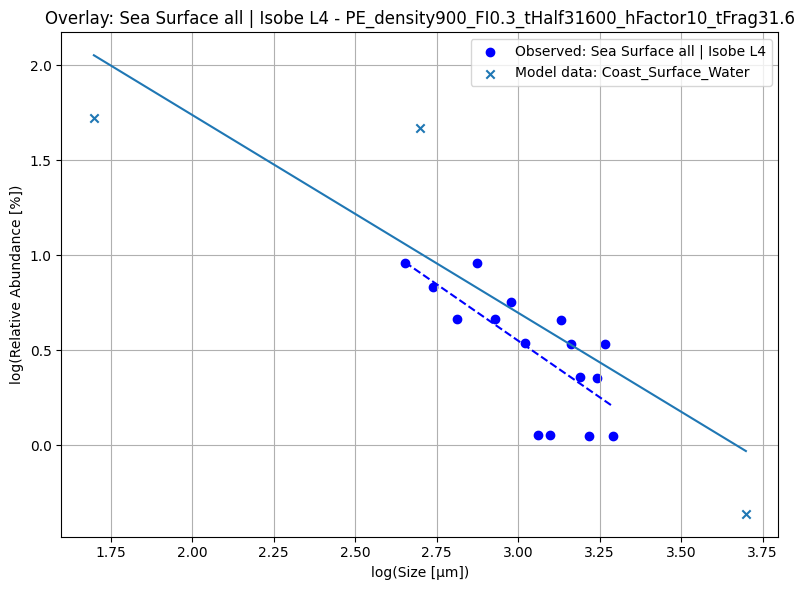 Overlay: Sea Surface all | Isobe L4 - PE_density900_FI0.3_tHalf31600_hFactor10_tFrag31.6
Observed: Sea Surface all | Isobe L4
Model data: Coast_Surface_Water
log(Relative Abundance [%])
2.0
1.5
1.0
0.5
0.0
1.75 2.00 2.25 2.50 2.75 3.00 3.25 3.50 3.75
log(Size [µm])